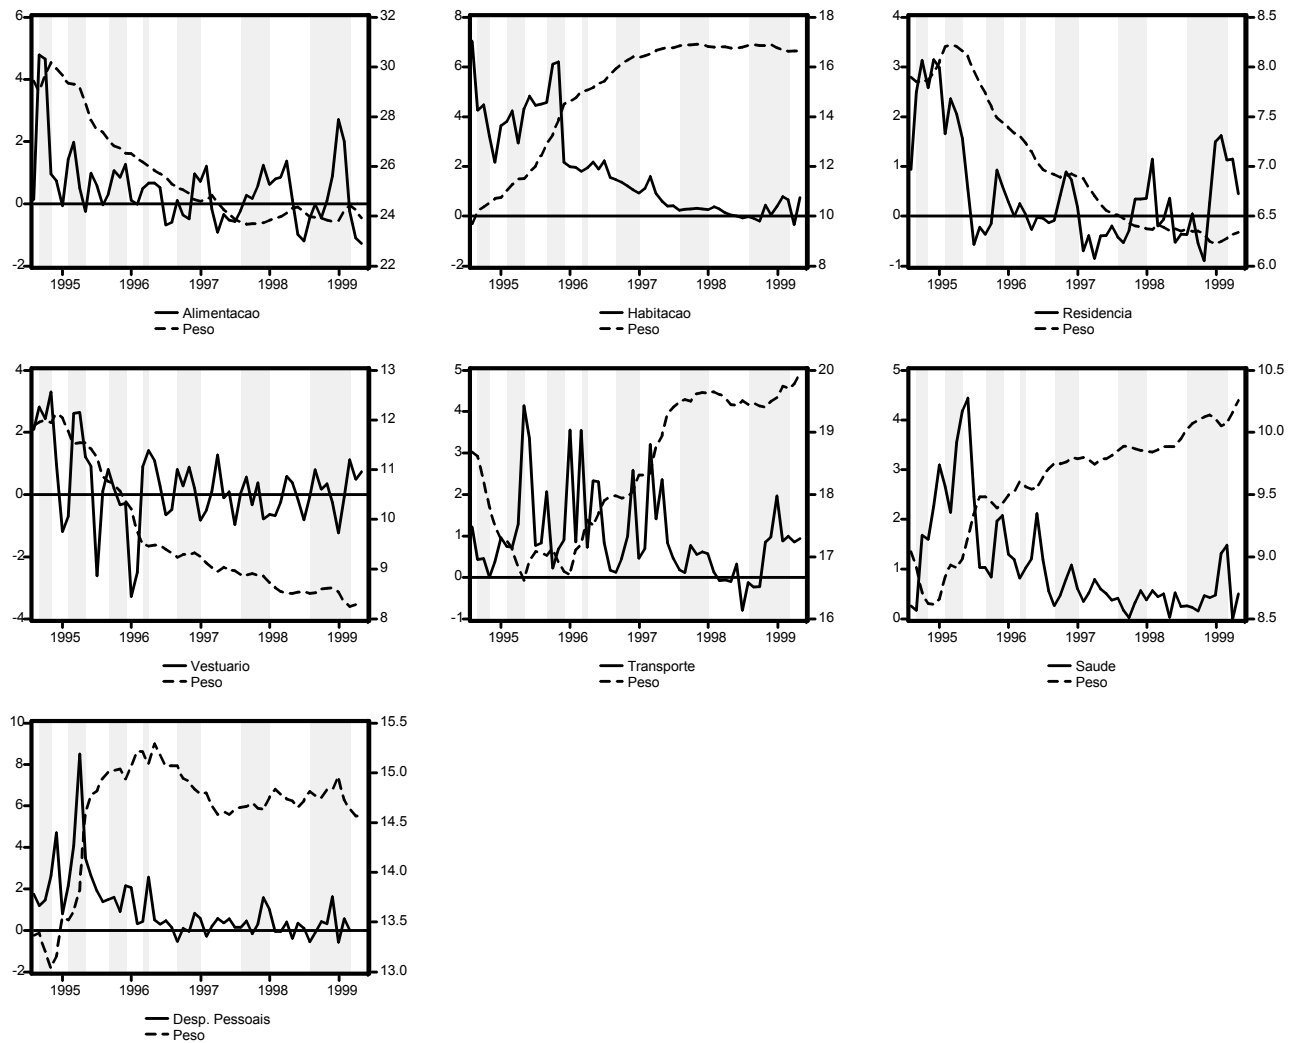 6 32
4 30
28
2 26
0 24
-2 22
1995 1996 1997 1998 1999
Alimentacao
Peso
8 18
6 16
4 14
2 12
0 10
-2 8
1995 1996 1997 1998 1999
Habitacao
Peso
4 8.5
3 8.0
2 7.5
1 7.0
0 6.5
-1 6.0
1995 1996 1997 1998 1999
Residencia
Peso
4 13
2 12
11
0 10
-2 9
-4 8
1995 1996 1997 1998 1999
Vestuario
Peso
5 20
4 19
3
2 18
1 17
0
-1 16
1995 1996 1997 1998 1999
Transporte
Peso
5 10.5
4 10.0
3 9.5
2 9.0
1
0 8.5
1995 1996 1997 1998 1999
Saude
Peso
10 15.5
8 15.0
6 14.5
4 14.0
2 13.5
0
-2 13.0
1995 1996 1997 1998 1999
Desp. Pessoais
Peso